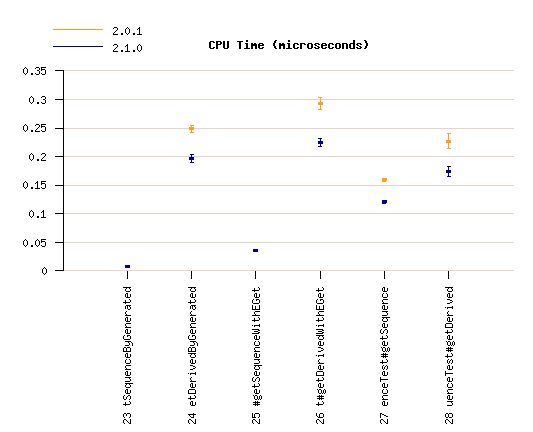 2.0.1
2.1.0
CPU Time (microseconds)
0.35
0.3
0.25
0.2
0.15
0.1
0.05
0
23 tSequenceByGenerated
24 etDerivedByGenerated
25 #getSequenceWithEGet
26 t#getDerivedWithEGet
27 enceTest#getSequence
28 uenceTest#getDerived